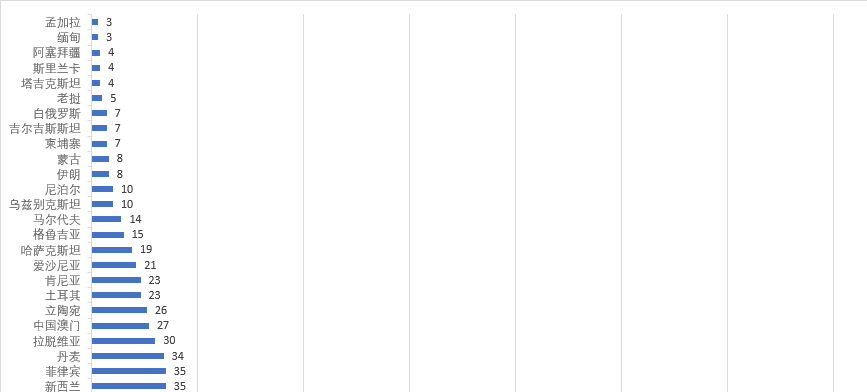 孟加拉 3
缅甸 3
阿塞拜疆 4
斯里兰卡 4
塔吉克斯坦 4
老挝 5
白俄罗斯 7
吉尔吉斯斯坦 7
柬埔寨 7
蒙古 8
伊朗 8
尼泊尔 10
乌兹别克斯坦 10
马尔代夫 14
格鲁吉亚 15
哈萨克斯坦 19
爱沙尼亚 21
肯尼亚 23
土耳其 23
立陶宛 26
中国澳门 27
拉脱维亚 30
丹麦 34
菲律宾 35
新西兰 35